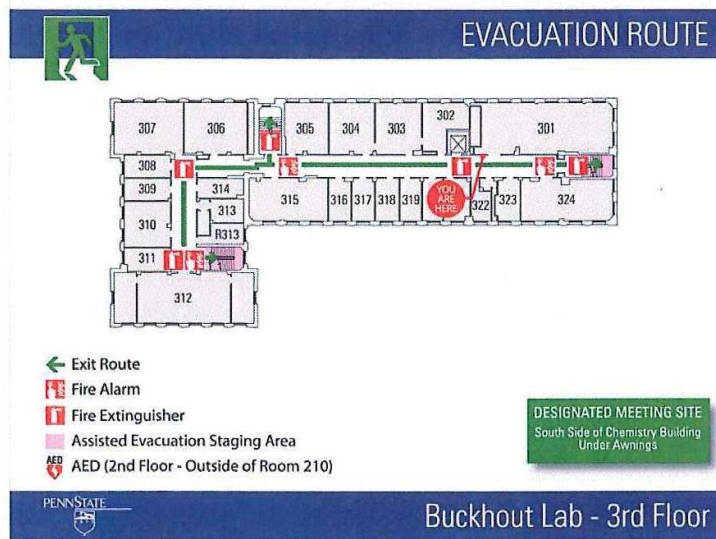 EVACUATION ROUTE
307
306
305
304
303
302
301
308
309
314
310
313
R313
311
312
315
316
317
318
319
YOU
ARE
HERE
322
323
324
Exit Route
Fire Alarm
Fire Extinguisher
Assisted Evacuation Staging Area
AED
AED (2nd Floor - Outside of Room 210)
DESIGNATED MEETING SITE
South Side of Chemistry Building
Under Awnings
PENNSTATE
Buckhout Lab - 3rd Floor